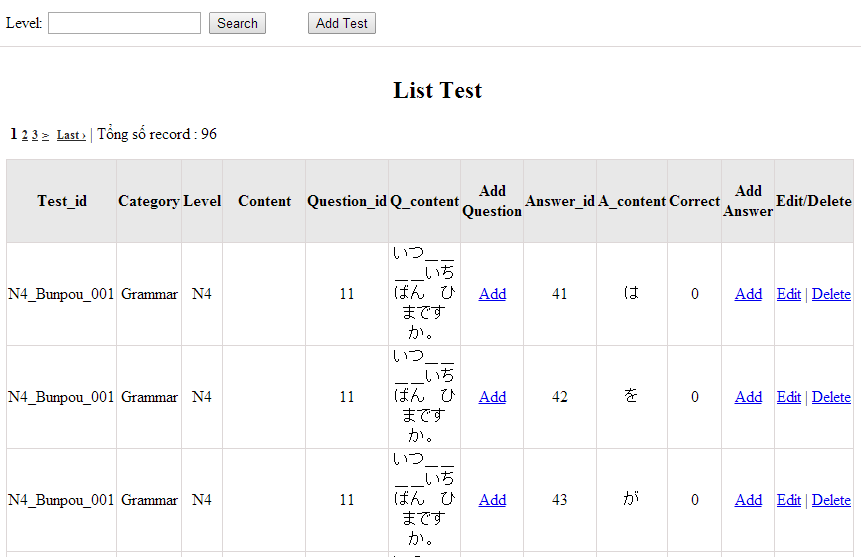 Level: Search Add Test
List Test
1 2 3 > Last › | Tổng số record : 96
Test_id Category Level Content Question_id Q_content Add Question Answer_id A_content Correct Add Answer Edit/Delete
N4_Bunpou_001 Grammar N4 11 いつ＿＿＿＿いちばん　ひまですか。 Add 41 は 0 Add Edit | Delete
N4_Bunpou_001 Grammar N4 11 いつ＿＿＿＿いちばん　ひまですか。 Add 42 を 0 Add Edit | Delete
N4_Bunpou_001 Grammar N4 11 いつ＿＿＿＿いちばん　ひまですか。 Add 43 が 0 Add Edit | Delete